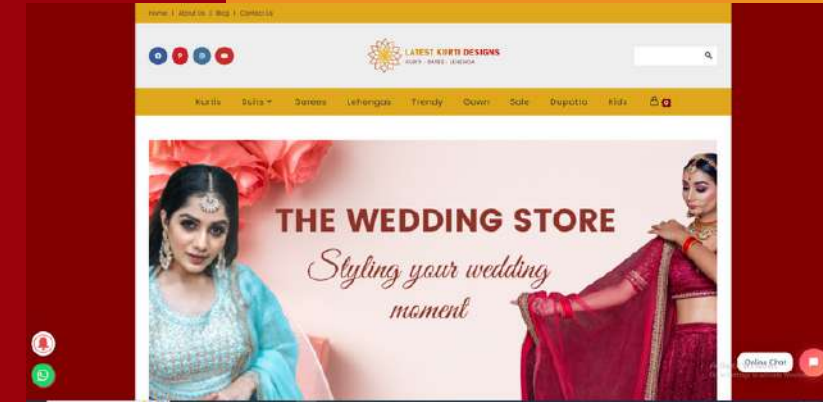 Home | About Us | Blog | Contact Us
LATEST KURTI DESIGNS
KURTI - SAREE - LEHENGA
Kurtis Suits Sarees Lehengas Trendy Gown Sale Dupatta Kids 0
THE WEDDING STORE
Styling your wedding
moment
Online Chat